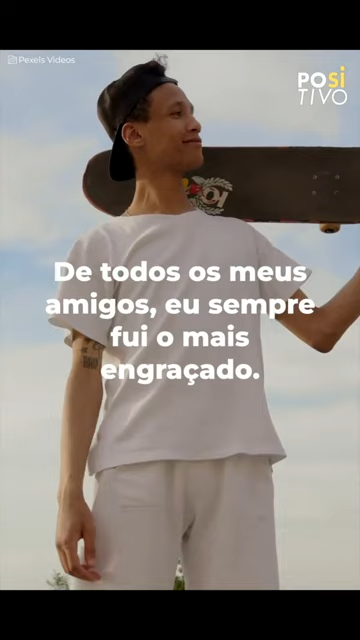 Pexels Videos
POSi
TIVO
De todos os meus
amigos, eu sempre
fui o mais
engraçado.